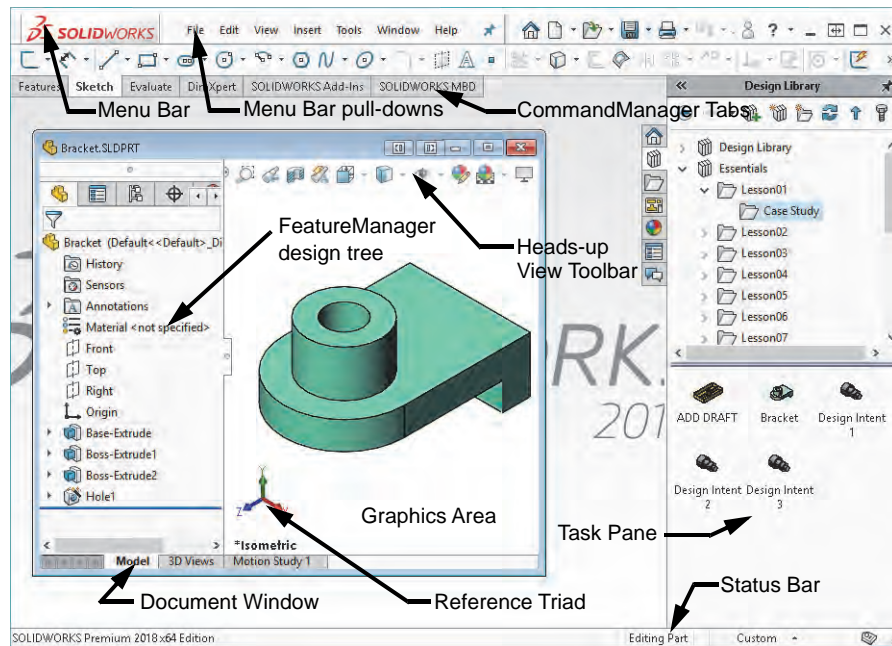 SOLIDWORKS File Edit View Insert Tools Window Help
Features Sketch Evaluate DimXpert SOLIDWORKS Add-Ins SOLIDWORKS MBD
Design Library
Menu Bar
Menu Bar pull-downs
CommandManager Tabs
Bracket.SLDPRT
FeatureManager
design tree
Heads-up
View Toolbar
Bracket (Default<<Default>_Di
History
Sensors
Annotations
Material <not specified>
Front
Top
Right
Origin
Base-Extrude
Boss-Extrude1
Boss-Extrude2
Hole1
Y
Z
*Isometric
Graphics Area
Model 3D Views Motion Study 1
Document Window
Reference Triad
RK.
201
Design Library
Essentials
Lesson01
Case Study
Lesson02
Lesson03
Lesson04
Lesson05
Lesson06
Lesson07
ADD DRAFT
Bracket
Design Intent
1
Design Intent
2
Design Intent
3
Task Pane
Status Bar
SOLIDWORKS Premium 2018 x64 Edition
Editing Part
Custom